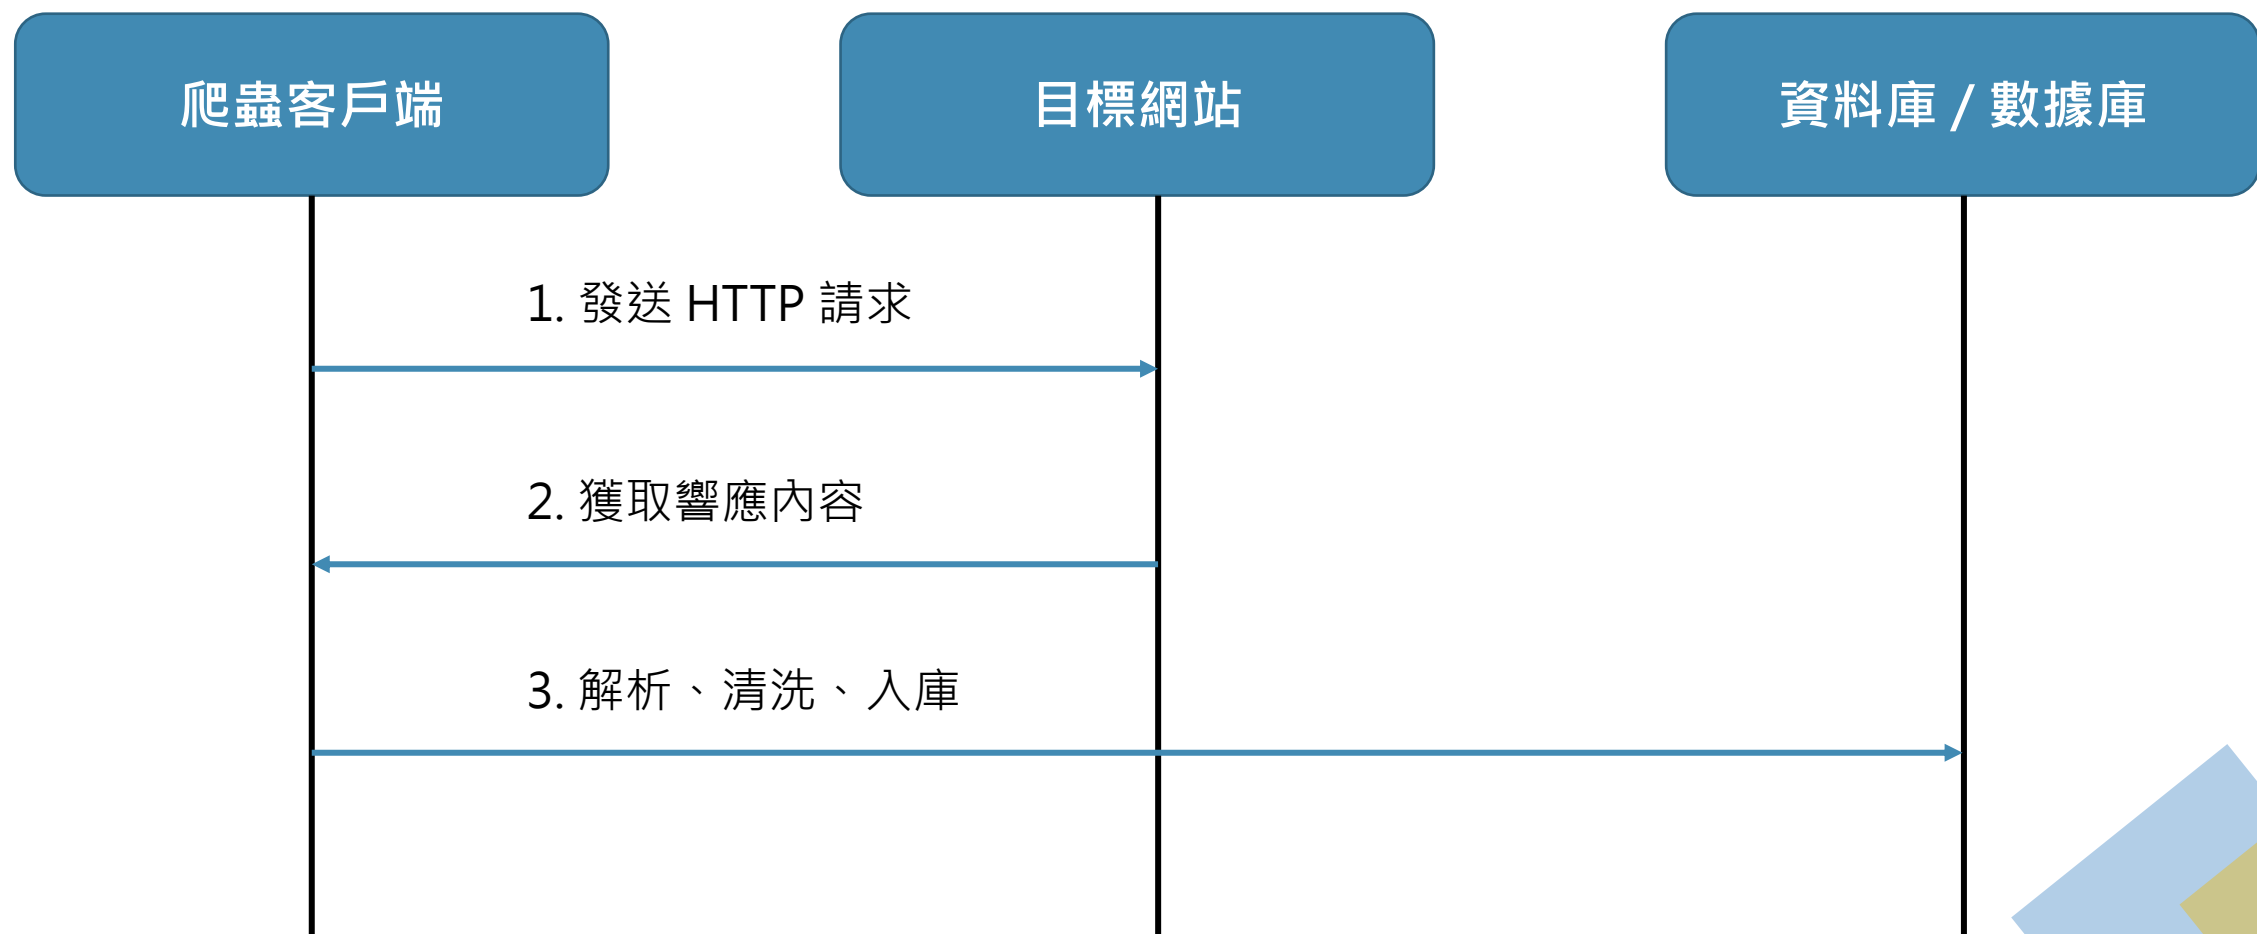 爬蟲客戶端
目標網站
資料庫 / 數據庫
1. 發送 HTTP 請求
2. 獲取響應內容
3. 解析、清洗、入庫